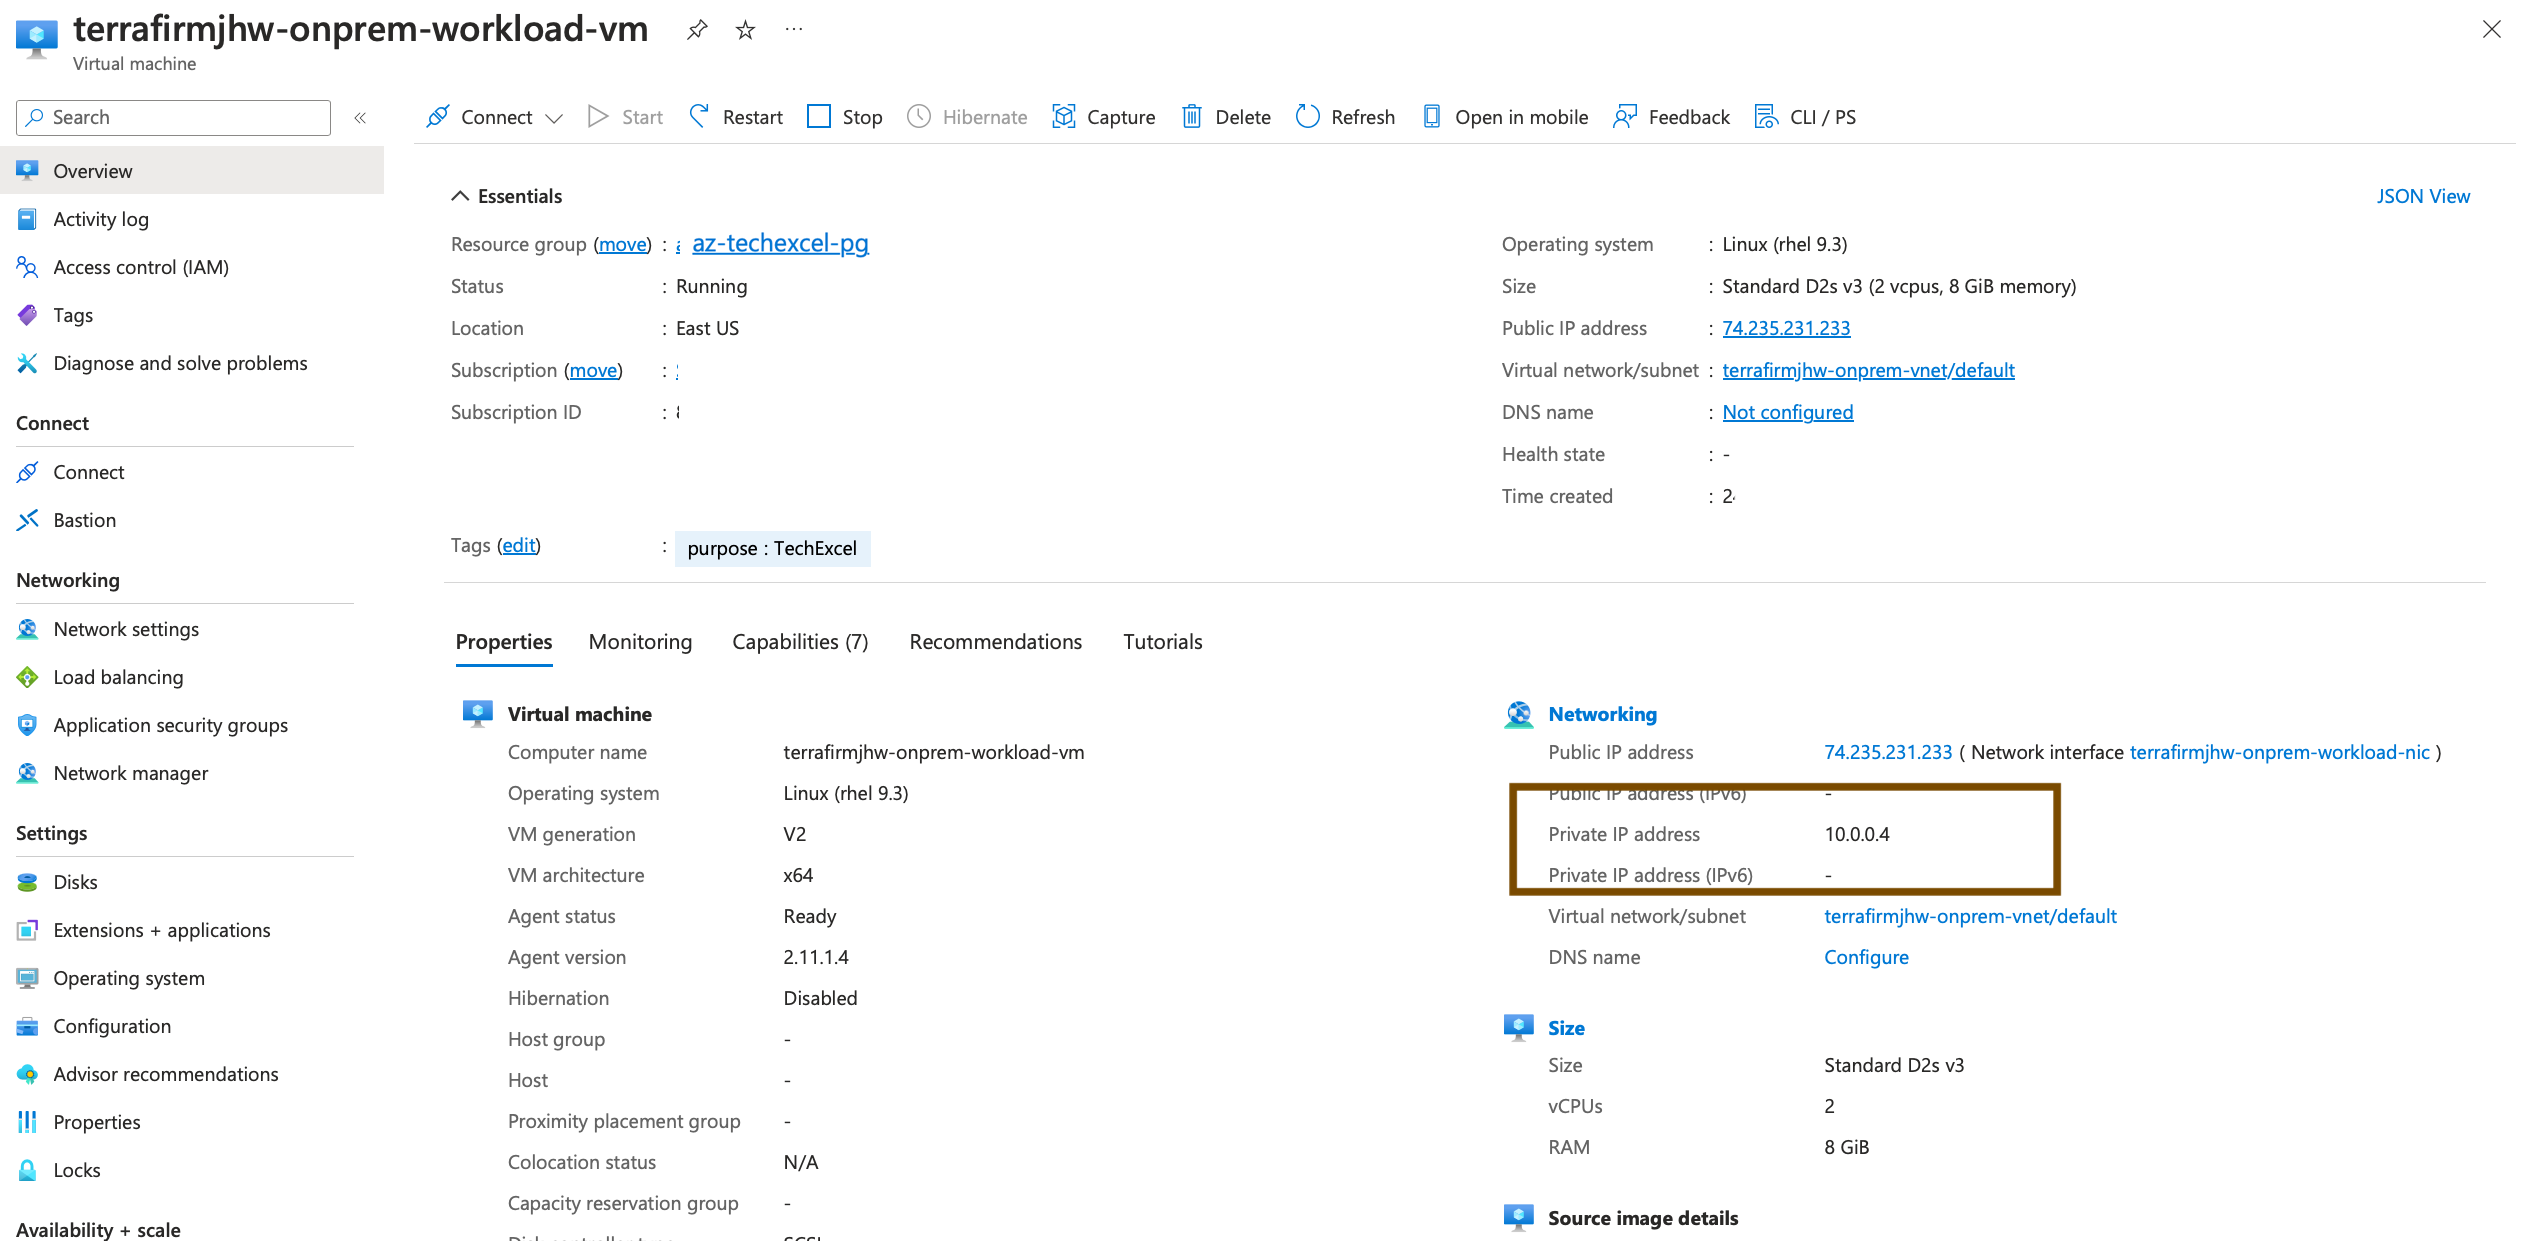 terrafirmjhw-onprem-workload-vm
Virtual machine
Search
Overview
Activity log
Access control (IAM)
Tags
Diagnose and solve problems
Connect
Connect
Bastion
Networking
Network settings
Load balancing
Application security groups
Network manager
Settings
Disks
Extensions + applications
Operating system
Configuration
Advisor recommendations
Properties
Locks
Availability + scale
Connect Start Restart Stop Hibernate Capture Delete Refresh Open in mobile Feedback CLI / PS
Essentials
JSON View
Resource group (move) : az-techexcel-pg
Status : Running
Location : East US
Subscription (move) :
Subscription ID :
Operating system : Linux (rhel 9.3)
Size : Standard D2s v3 (2 vcpus, 8 GiB memory)
Public IP address : 74.235.231.233
Virtual network/subnet : terrafirmjhw-onprem-vnet/default
DNS name : Not configured
Health state : -
Time created :
Tags (edit) : purpose : TechExcel
Properties Monitoring Capabilities (7) Recommendations Tutorials
Virtual machine
Computer name terrafirmjhw-onprem-workload-vm
Operating system Linux (rhel 9.3)
VM generation V2
VM architecture x64
Agent status Ready
Agent version 2.11.1.4
Hibernation Disabled
Host group -
Host -
Proximity placement group -
Colocation status N/A
Capacity reservation group -
Networking
Public IP address 74.235.231.233 ( Network interface terrafirmjhw-onprem-workload-nic )
Public IP address (IPv6) -
Private IP address 10.0.0.4
Private IP address (IPv6) -
Virtual network/subnet terrafirmjhw-onprem-vnet/default
DNS name Configure
Size
Size Standard D2s v3
vCPUs 2
RAM 8 GiB
Source image details